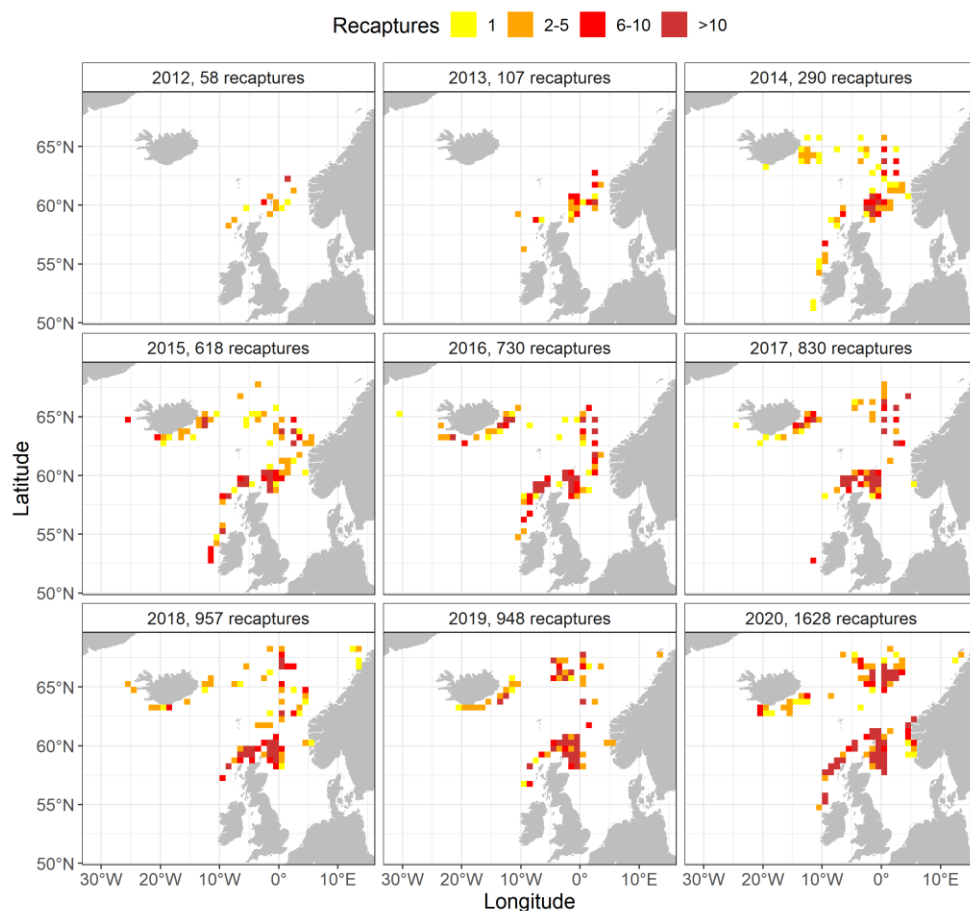 Recaptures 1 2-5 6-10 >10
2012, 58 recaptures 2013, 107 recaptures 2014, 290 recaptures
65°N
60°N
55°N
50°N
2015, 618 recaptures 2016, 730 recaptures 2017, 830 recaptures
65°N
60°N
55°N
50°N
Latitude
2018, 957 recaptures 2019, 948 recaptures 2020, 1628 recaptures
65°N
60°N
55°N
50°N
30°W 20°W 10°W 0° 10°E 30°W 20°W 10°W 0° 10°E 30°W 20°W 10°W 0° 10°E
Longitude